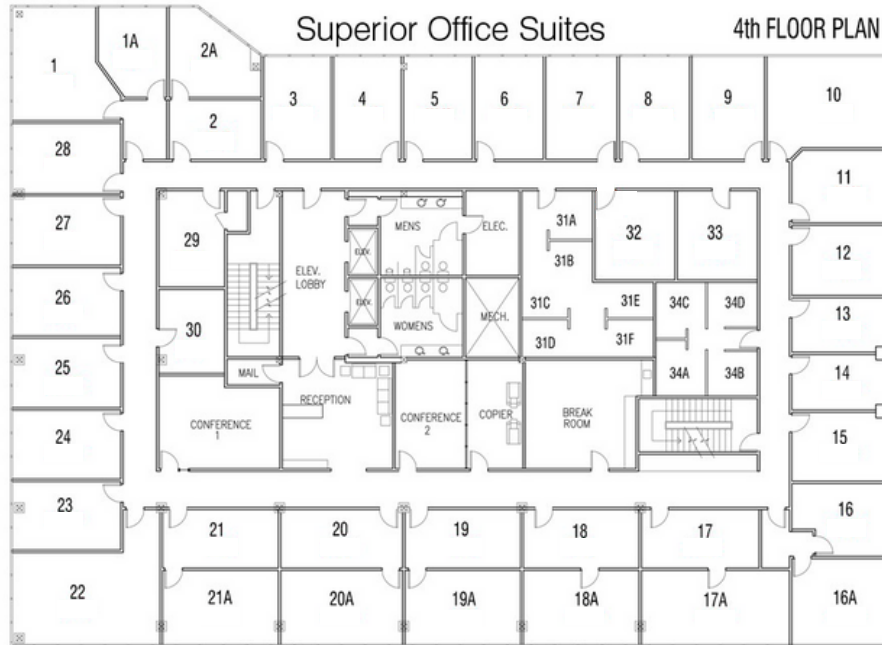 Superior Office Suites
4th FLOOR PLAN
1
1A
2A
2
3
4
5
6
7
8
9
10
28
27
26
25
24
23
22
29
30
ELEV.
LOBBY
ELEV.
ELEV.
MENS
WOMENS
ELEC.
MECH.
31A
31B
31C
31D
31E
31F
32
33
34C
34D
34A
34B
11
12
13
14
15
16
16A
MAIL
RECEPTION
CONFERENCE
1
CONFERENCE
2
COPIER
BREAK
ROOM
21
20
19
18
17
21A
20A
19A
18A
17A